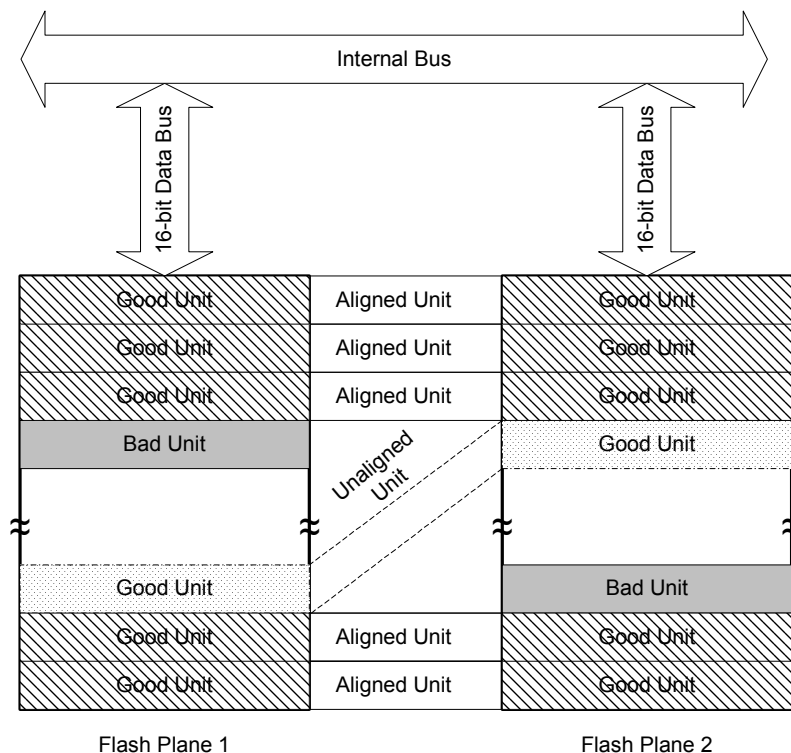 Internal Bus
16-bit Data Bus
16-bit Data Bus
Good Unit
Aligned Unit
Good Unit
Good Unit
Aligned Unit
Good Unit
Good Unit
Aligned Unit
Good Unit
Bad Unit
Good Unit
Unaligned
Unit
Good Unit
Bad Unit
Good Unit
Aligned Unit
Good Unit
Good Unit
Aligned Unit
Good Unit
Flash Plane 1
Flash Plane 2